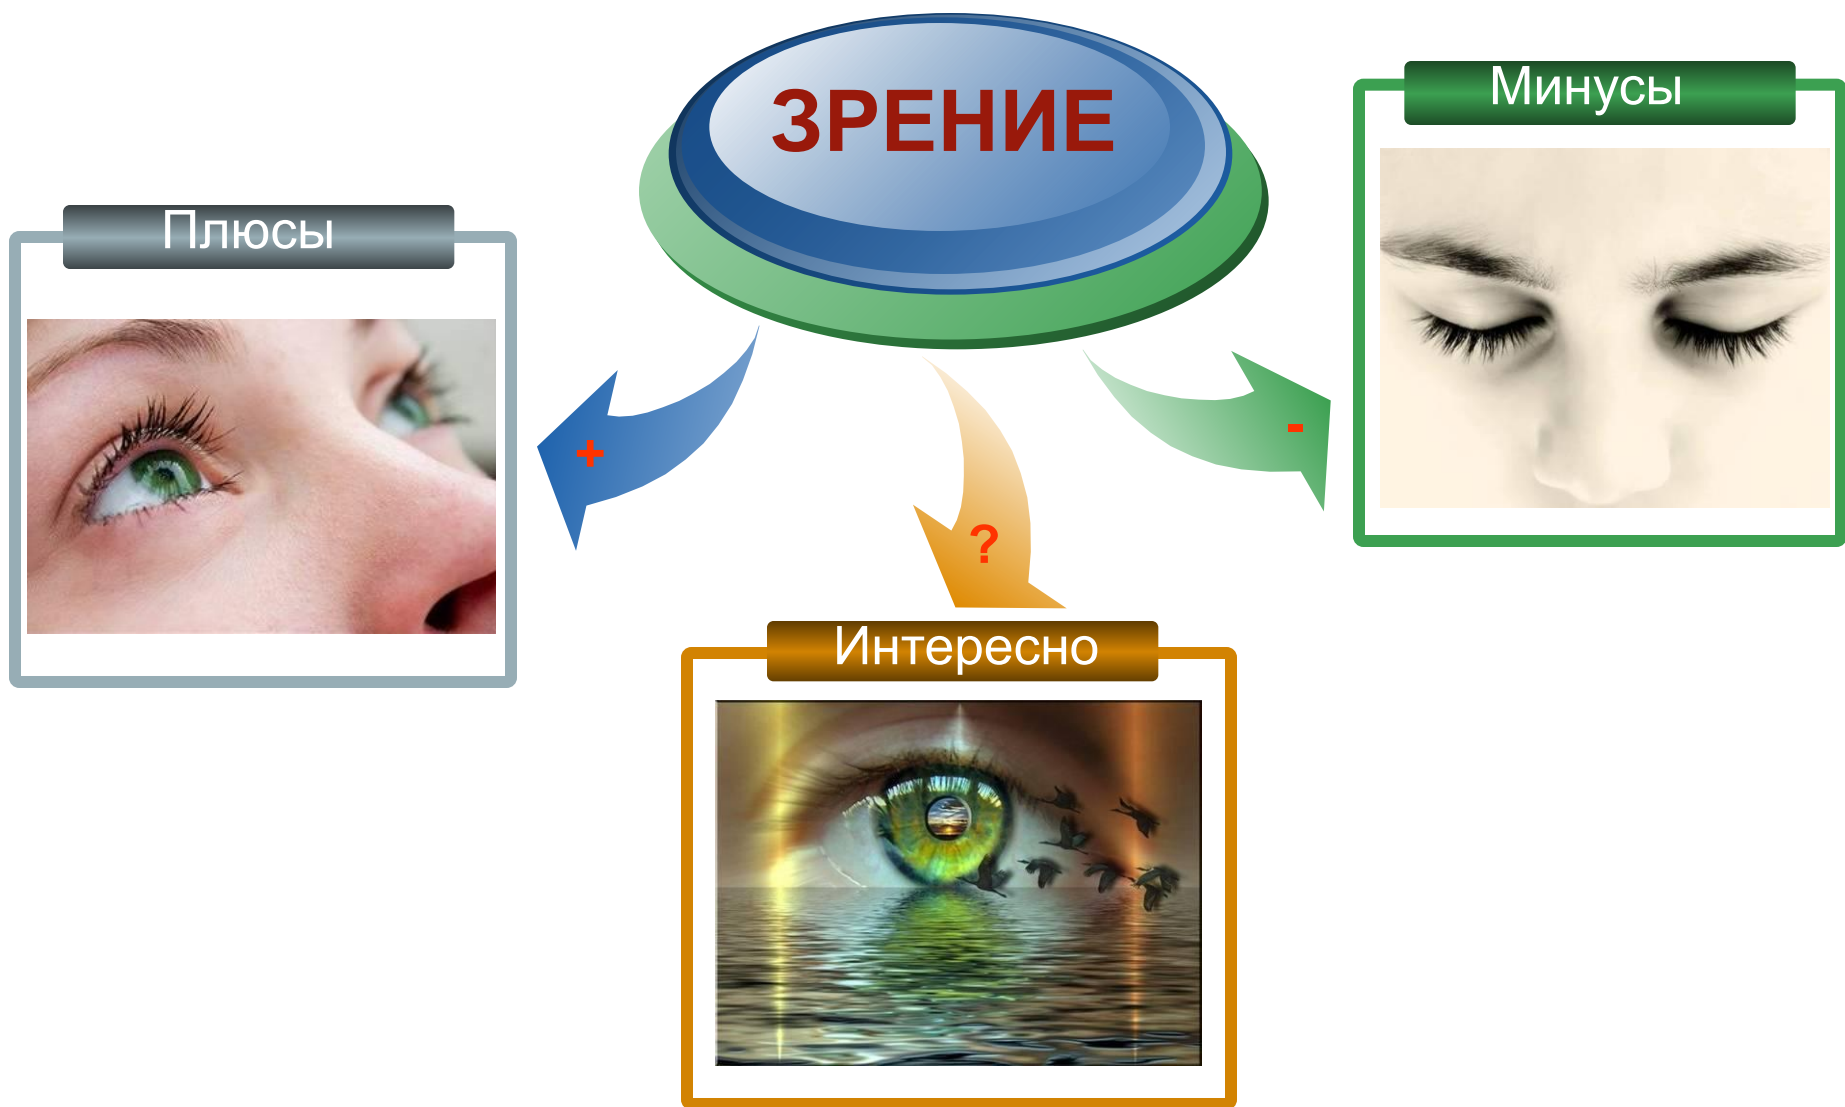 ЗРЕНИЕ
Минусы
Плюсы
+
-
?
Интересно